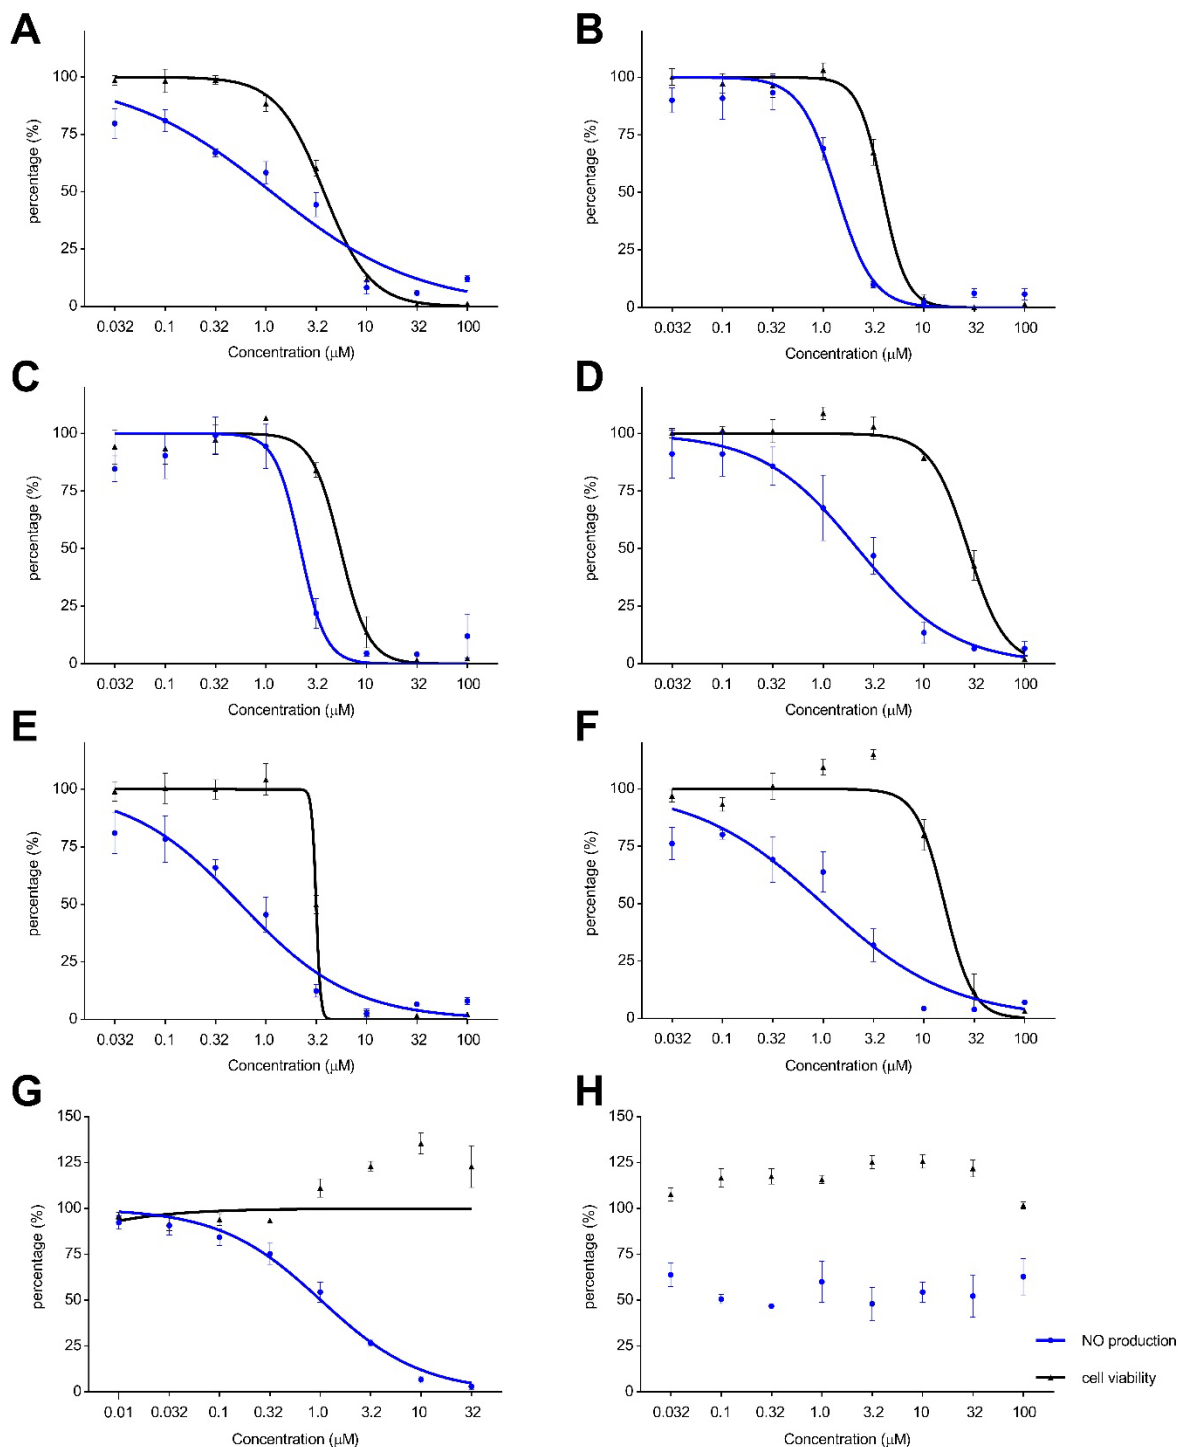 A
percentage (%)
100
75
50
25
0
0.032 0.1 0.32 1.0 3.2 10 32 100
Concentration (μM)
B
percentage (%)
100
75
50
25
0
0.032 0.1 0.32 1.0 3.2 10 32 100
Concentration (μM)
C
percentage (%)
100
75
50
25
0
0.032 0.1 0.32 1.0 3.2 10 32 100
Concentration (μM)
D
percentage (%)
100
75
50
25
0
0.032 0.1 0.32 1.0 3.2 10 32 100
Concentration (μM)
E
percentage (%)
100
75
50
25
0
0.032 0.1 0.32 1.0 3.2 10 32 100
Concentration (μM)
F
percentage (%)
100
75
50
25
0
0.032 0.1 0.32 1.0 3.2 10 32 100
Concentration (μM)
G
percentage (%)
150
125
100
75
50
25
0
0.01 0.032 0.1 0.32 1.0 3.2 10 32
Concentration (μM)
H
percentage (%)
150
125
100
75
50
25
0
0.032 0.1 0.32 1.0 3.2 10 32 100
Concentration (μM)
NO production
cell viability